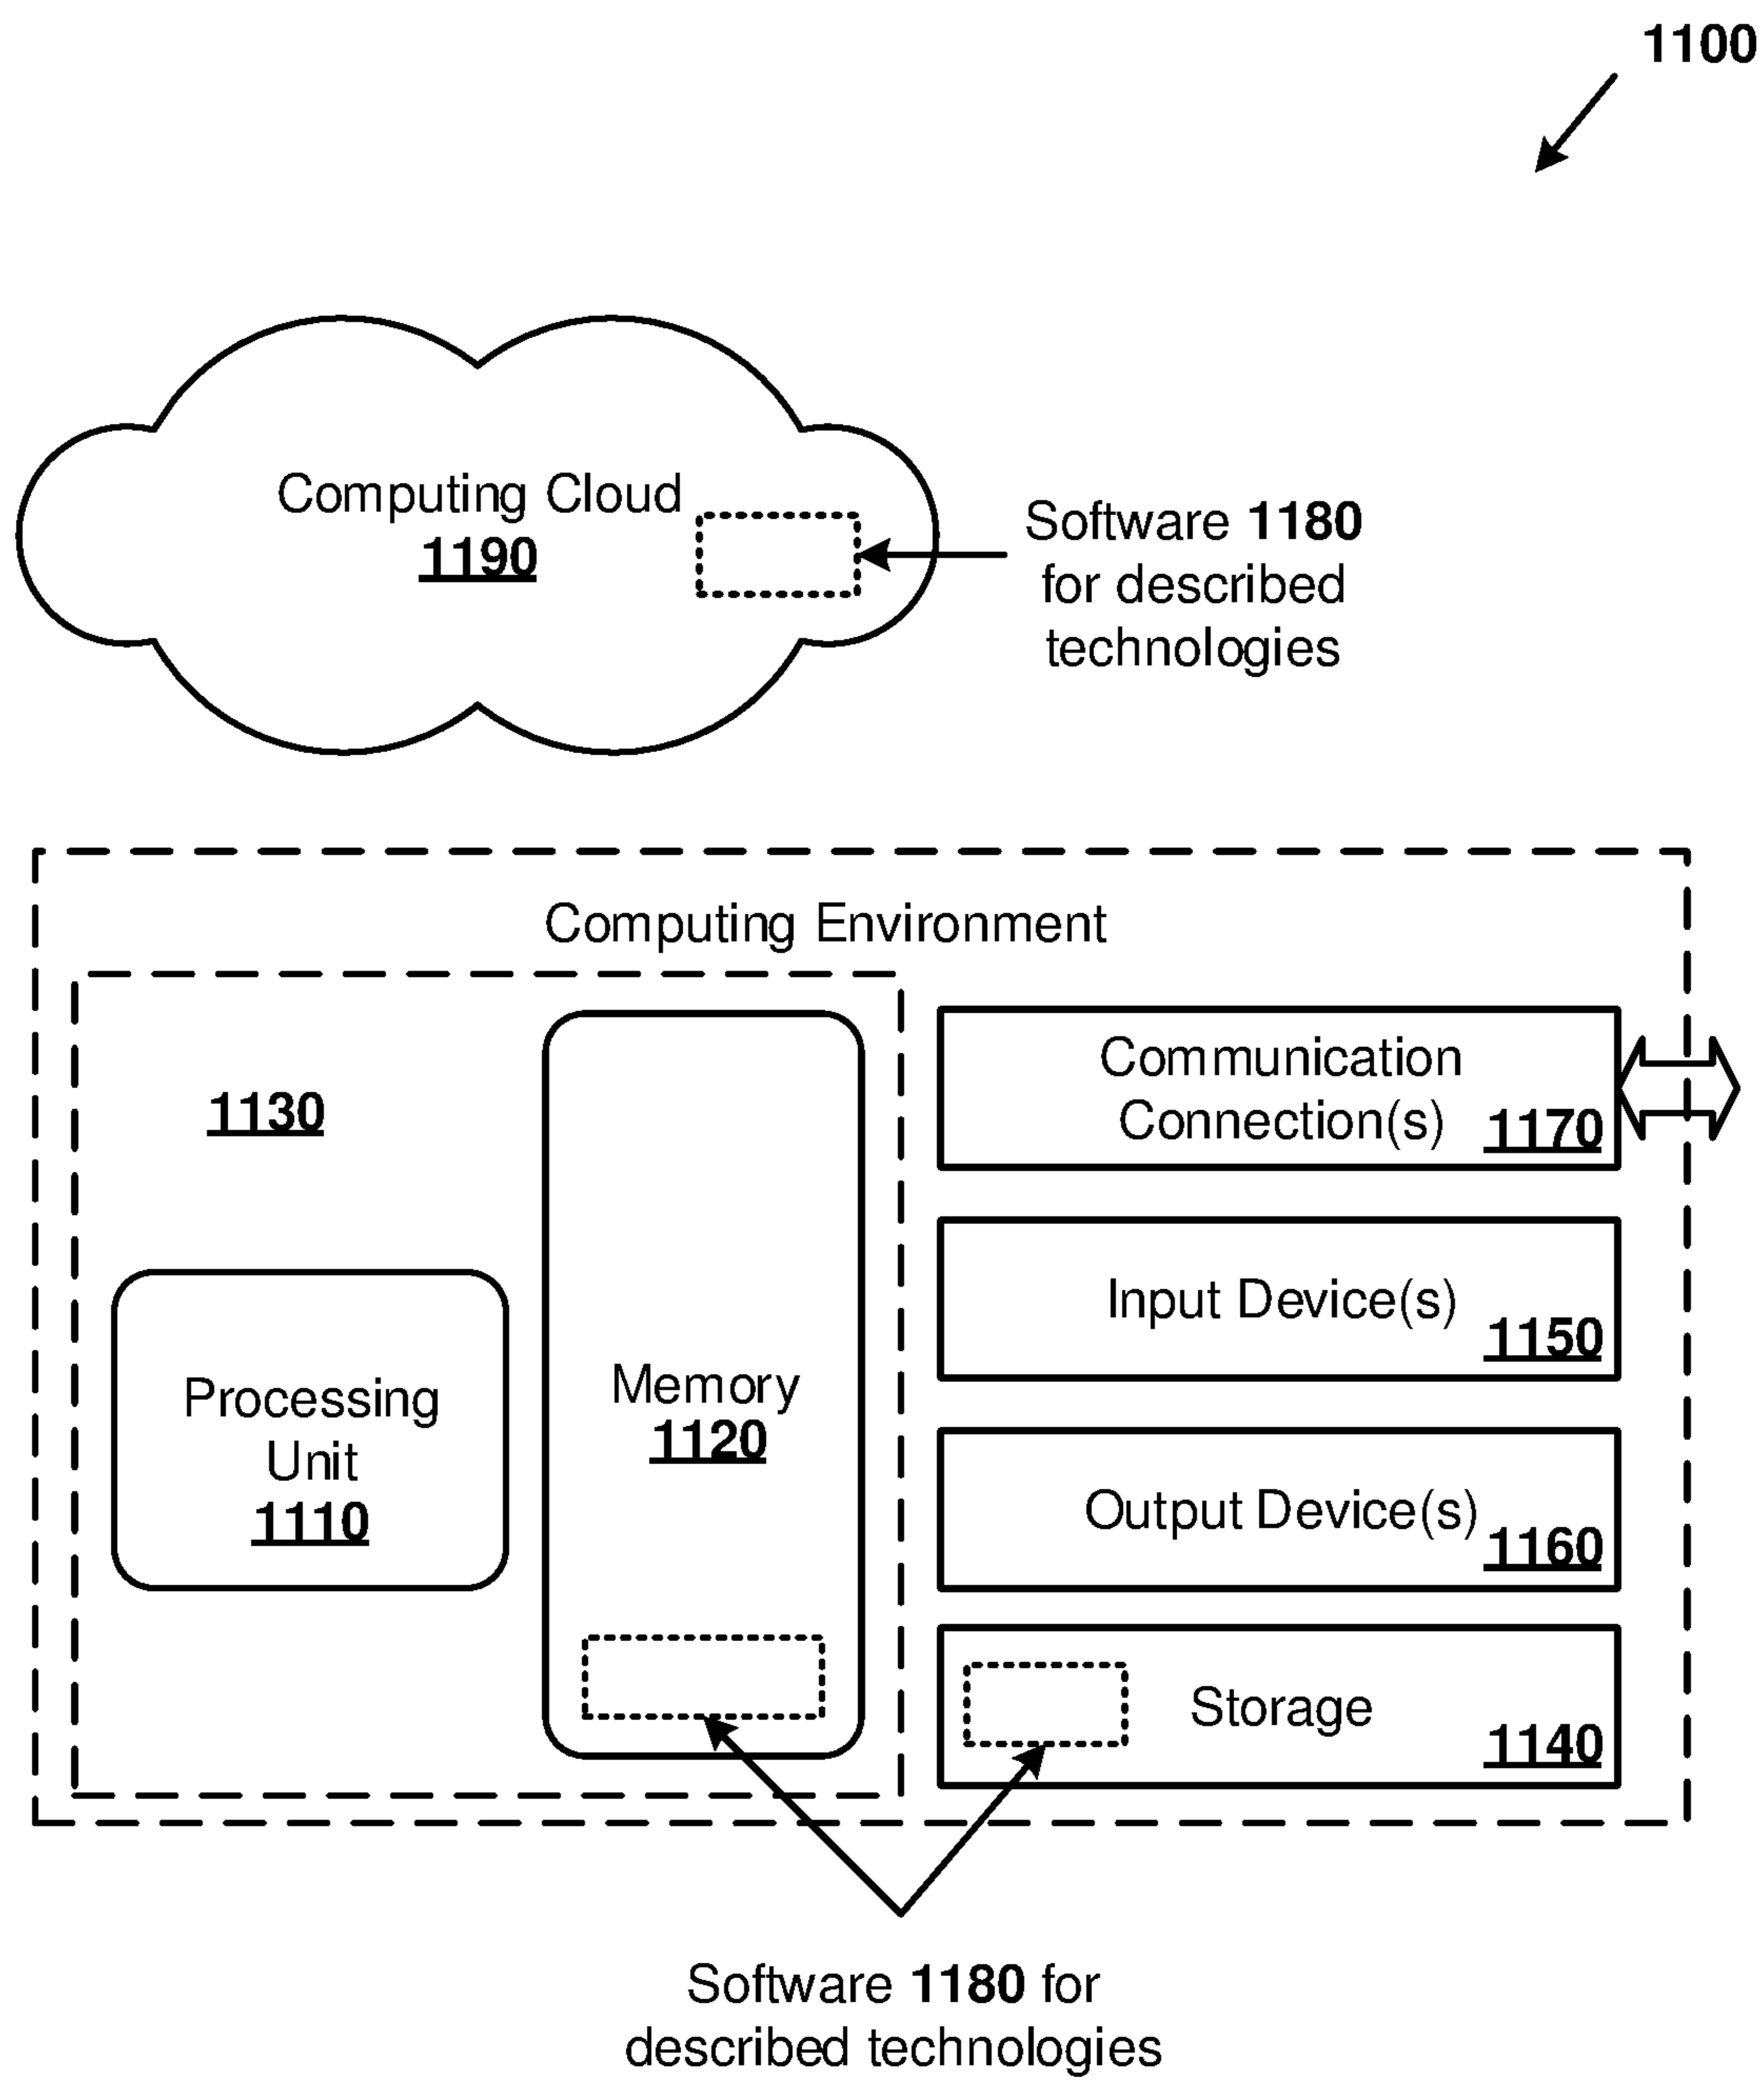 1100
Computing Cloud
1190
Software 1180
for described
technologies
Computing Environment
1130
Processing
Unit
1110
Memory
1120
Communication
Connection(s)
1170
Input Device(s)
1150
Output Device(s)
1160
Storage
1140
Software 1180 for
described technologies